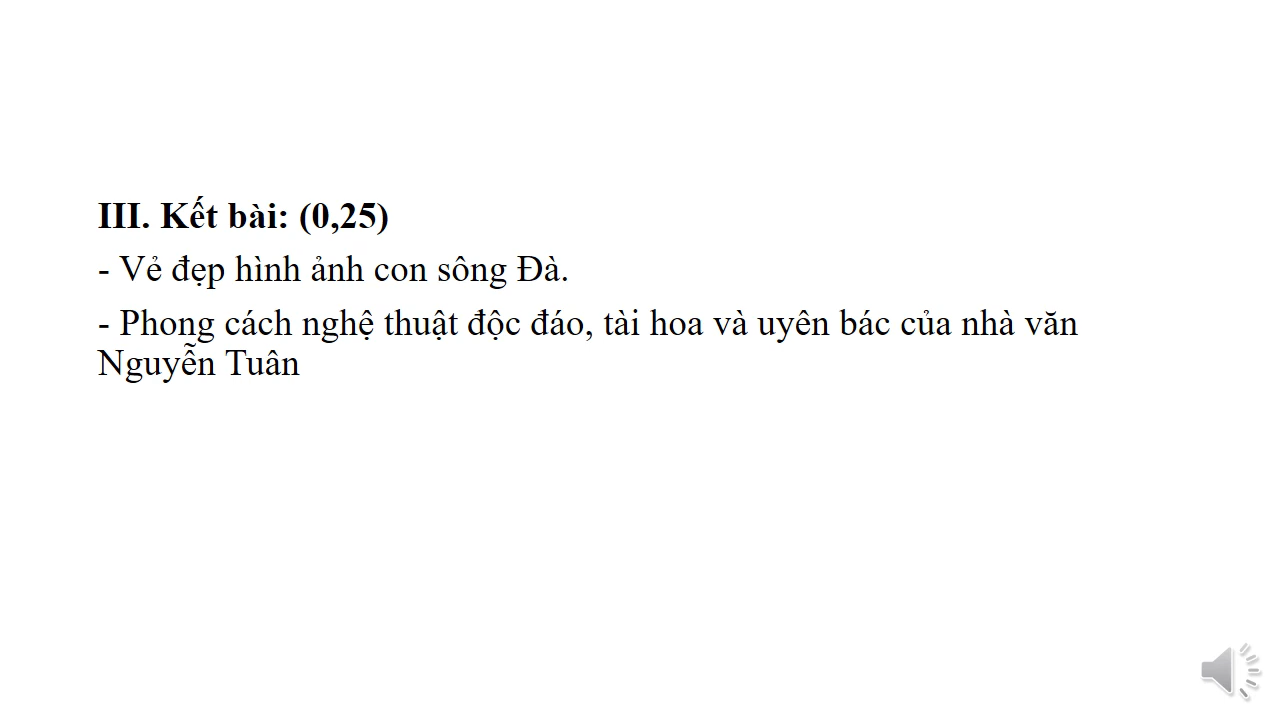 III. Kết bài: (0,25)
- Vẻ đẹp hình ảnh con sông Đà.
- Phong cách nghệ thuật độc đáo, tài hoa và uyên bác của nhà văn
Nguyễn Tuân